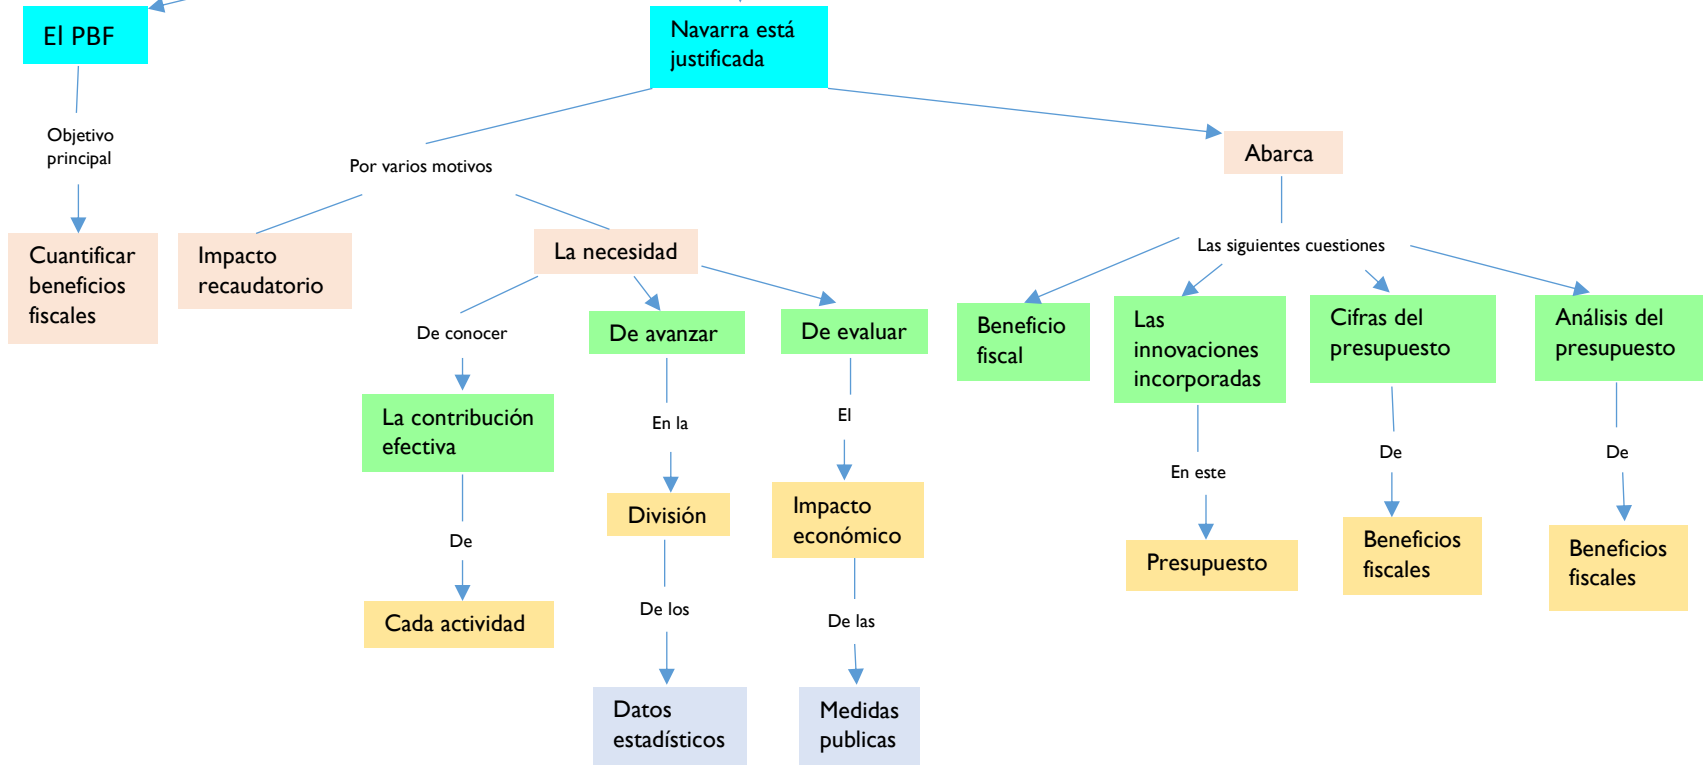 El PBF
Navarra está
justificada
Objetivo
principal
Por varios motivos
Abarca
Cuantificar
beneficios
fiscales
Impacto
recaudatorio
La necesidad
Las siguientes cuestiones
De conocer
De avanzar
De evaluar
Beneficio
fiscal
Las
innovaciones
incorporadas
Cifras del
presupuesto
Análisis del
presupuesto
La contribución
efectiva
En la
El
En este
De
De
De
División
Impacto
económico
Presupuesto
Beneficios
fiscales
Beneficios
fiscales
Cada actividad
De los
De las
Datos
estadísticos
Medidas
publicas